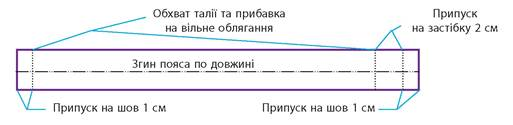 Обхват талії та прибавка
на вільне облягання
Припуск
на застібку 2 см
Згин пояса по довжині
Припуск на шов 1 см
Припуск на шов 1 см